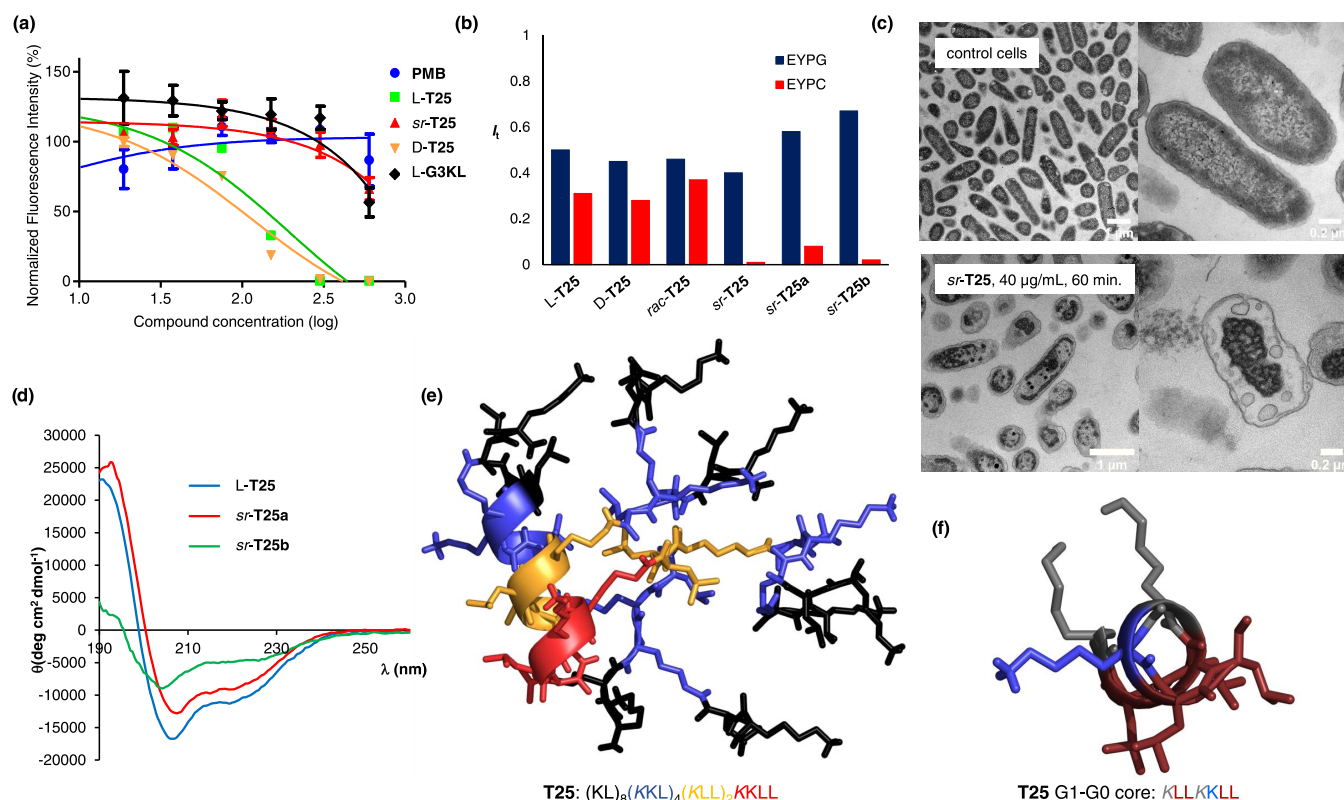 (a)
Normalized Fluorescence Intensity (%)
150
100
50
0
1.0
1.5
2.0
2.5
3.0
Compound concentration (log)
PMB
L-T25
sr-T25
D-T25
L-G3KL
(b)
It
1
0.8
0.6
0.4
0.2
0
EYPG
EYPC
L-T25
D-T25
rac-T25
sr-T25
sr-T25a
sr-T25b
(c)
control cells
1 µm
0.2 µm
sr-T25, 40 µg/mL, 60 min.
1 µm
0.2 µm
(d)
θ(deg cm² dmol⁻¹)
30000
25000
20000
15000
10000
5000
0
-5000
-10000
-15000
-20000
190
210
230
250
λ (nm)
L-T25
sr-T25a
sr-T25b
(e)
T25: (KL)₈(KKL)₄(KLL)₂KKLL
(f)
T25 G1-G0 core: KLLKKLL